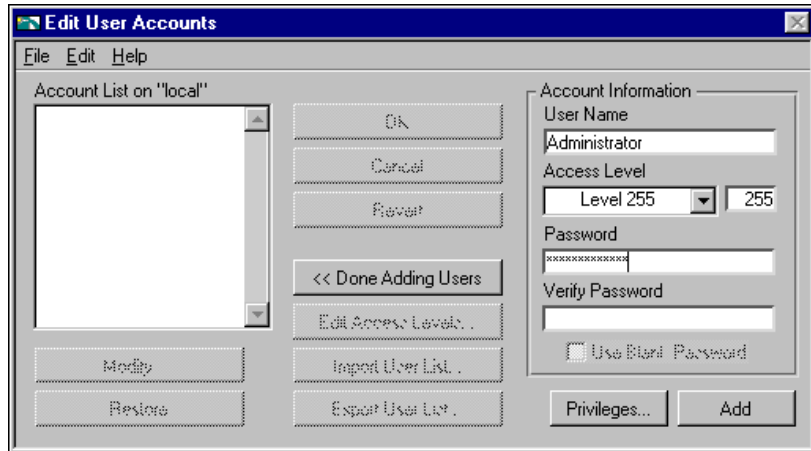 Edit User Accounts
File Edit Help
Account List on "local"
OK
Cancel
Revert
<< Done Adding Users
Edit Access Levels...
Import User List...
Export User List...
Modify
Restore
Account Information
User Name
Administrator
Access Level
Level 255 255
Password
*************
Verify Password
Use Blank Password
Privileges... Add